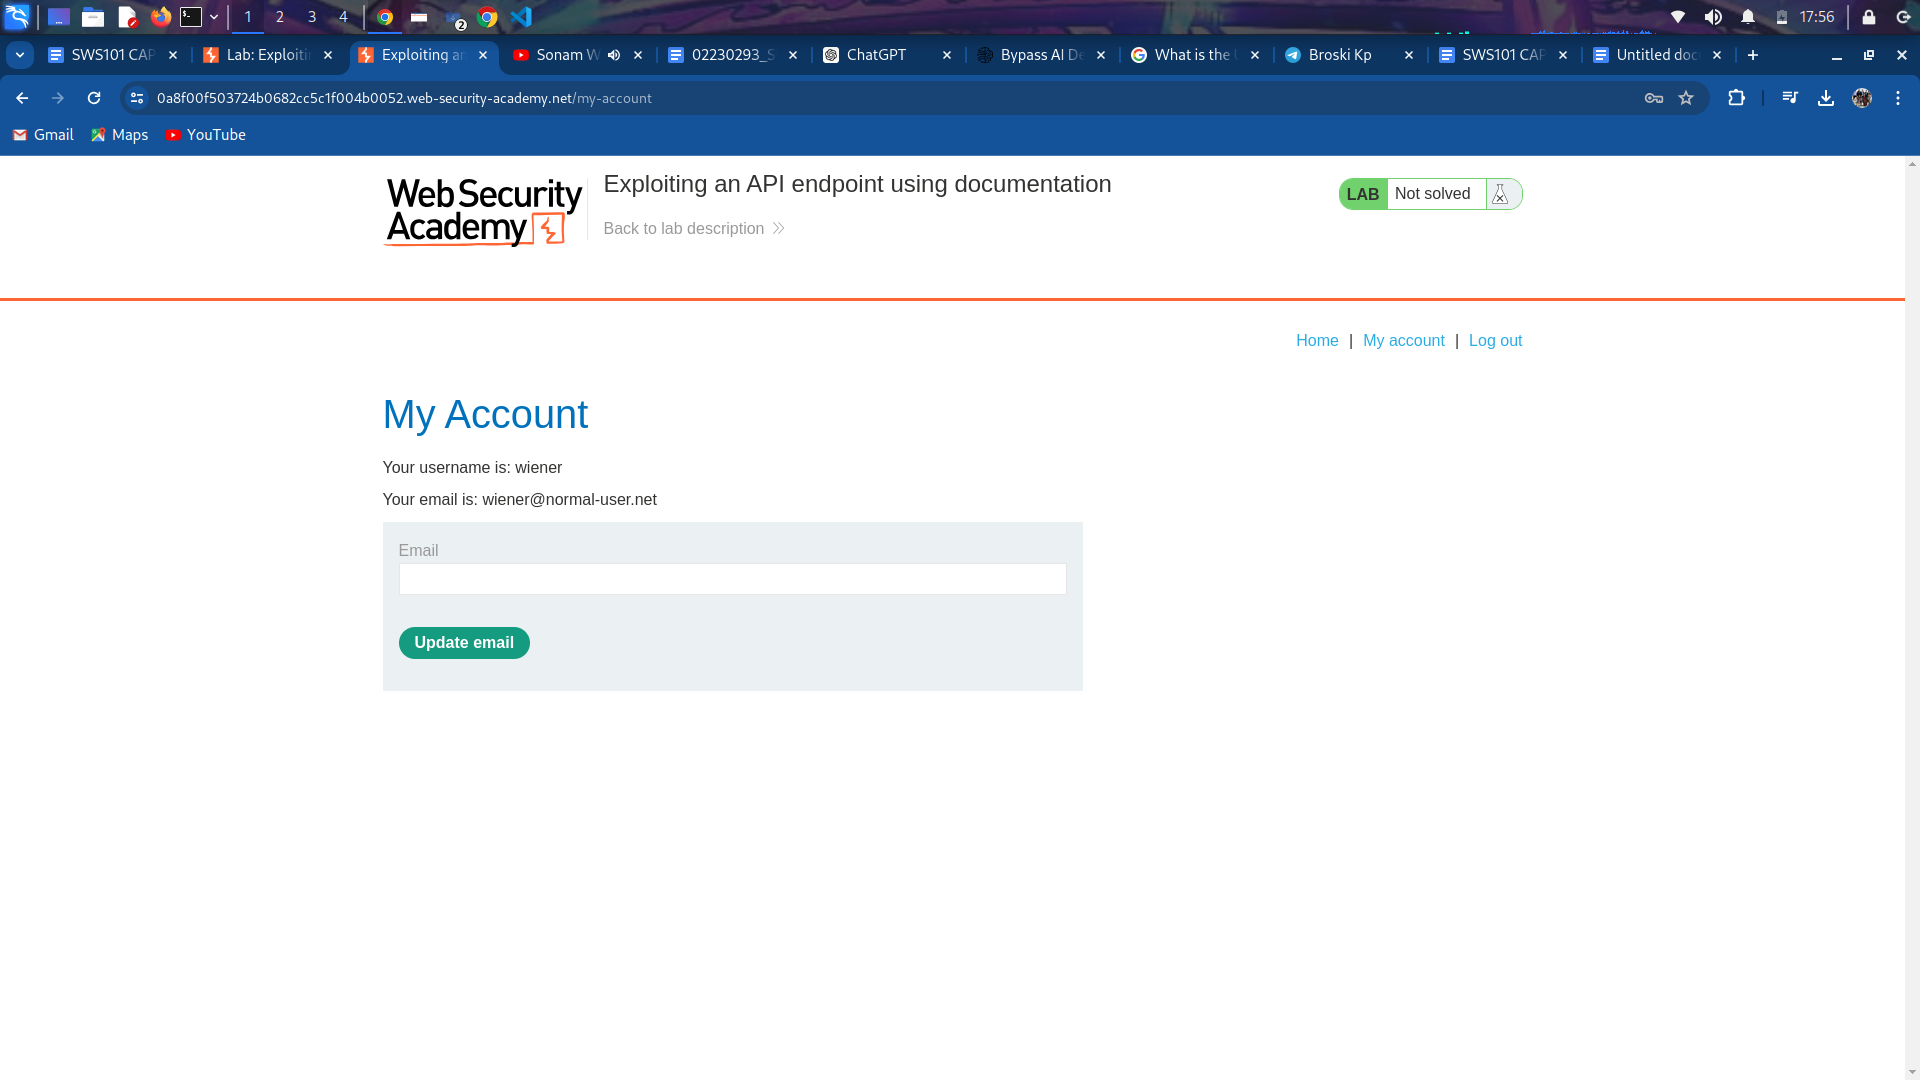 1 2 3 4 2 17:56
SWS101 CAP Lab: Exploiti Exploiting an Sonam W 02230293_S ChatGPT Bypass AI De What is the Broski Kp SWS101 CAP Untitled doc
0a8f00f503724b0682cc5c1f004b0052.web-security-academy.net/my-account
Gmail Maps YouTube
Web Security
Academy
Exploiting an API endpoint using documentation
Back to lab description
LAB Not solved
Home | My account | Log out
My Account
Your username is: wiener
Your email is: wiener@normal-user.net
Email
Update email